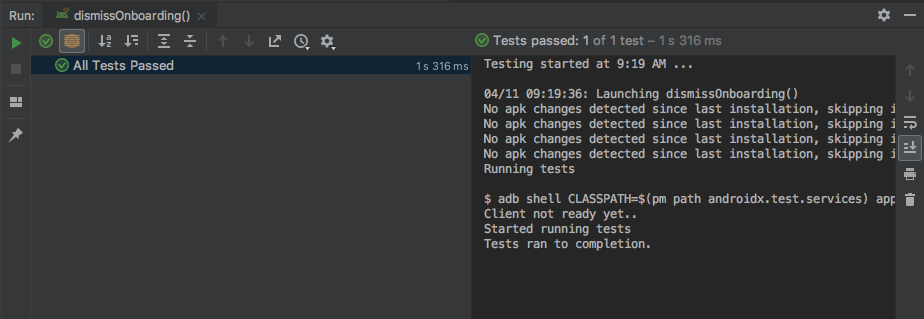 Run: dismissOnboarding()
Tests passed: 1 of 1 test – 1 s 316 ms
All Tests Passed 1 s 316 ms
Testing started at 9:19 AM ...
04/11 09:19:36: Launching dismissOnboarding()
No apk changes detected since last installation, skipping i
No apk changes detected since last installation, skipping i
No apk changes detected since last installation, skipping i
No apk changes detected since last installation, skipping i
Running tests
$ adb shell CLASSPATH=$(pm path androidx.test.services) app
Client not ready yet..
Started running tests
Tests ran to completion.